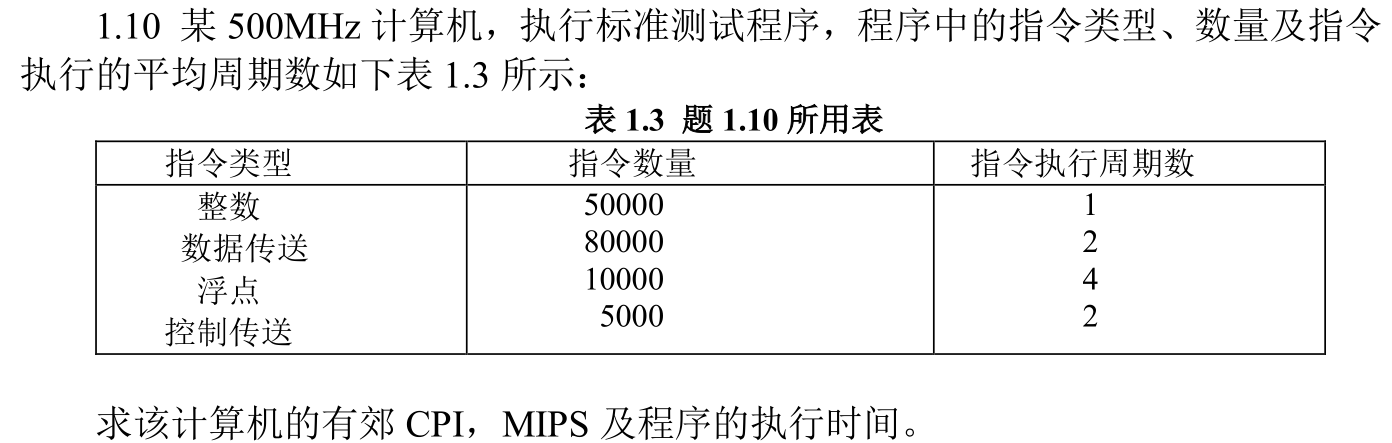 1.10 某 500MHz 计算机，执行标准测试程序，程序中的指令类型、数量及指令
执行的平均周期数如下表 1.3 所示：
表 1.3 题 1.10 所用表
指令类型 指令数量 指令执行周期数
整数 50000 1
数据传送 80000 2
浮点 10000 4
控制传送 5000 2
求该计算机的有郊 CPI，MIPS 及程序的执行时间。